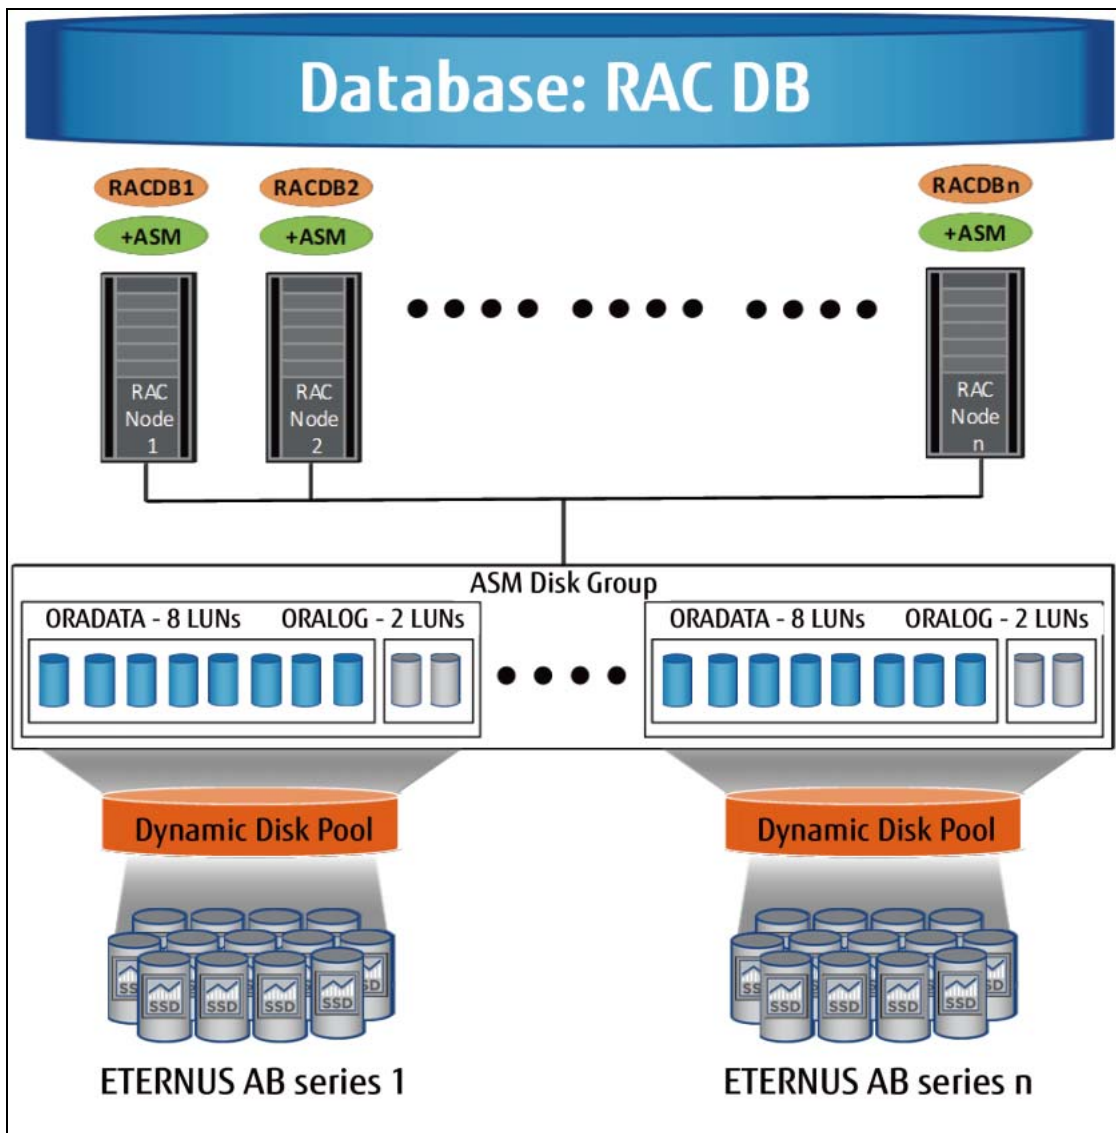 Database: RAC DB
RACDB1
RACDB2
RACDBn
+ASM
+ASM
+ASM
RAC
Node
1
RAC
Node
2
RAC
Node
n
ASM Disk Group
ORADATA - 8 LUNs
ORALOG - 2 LUNs
ORADATA - 8 LUNs
ORALOG - 2 LUNs
Dynamic Disk Pool
Dynamic Disk Pool
SSD
SSD
SSD
SSD
SSD
SSD
SSD
SSD
ETERNUS AB series 1
ETERNUS AB series n